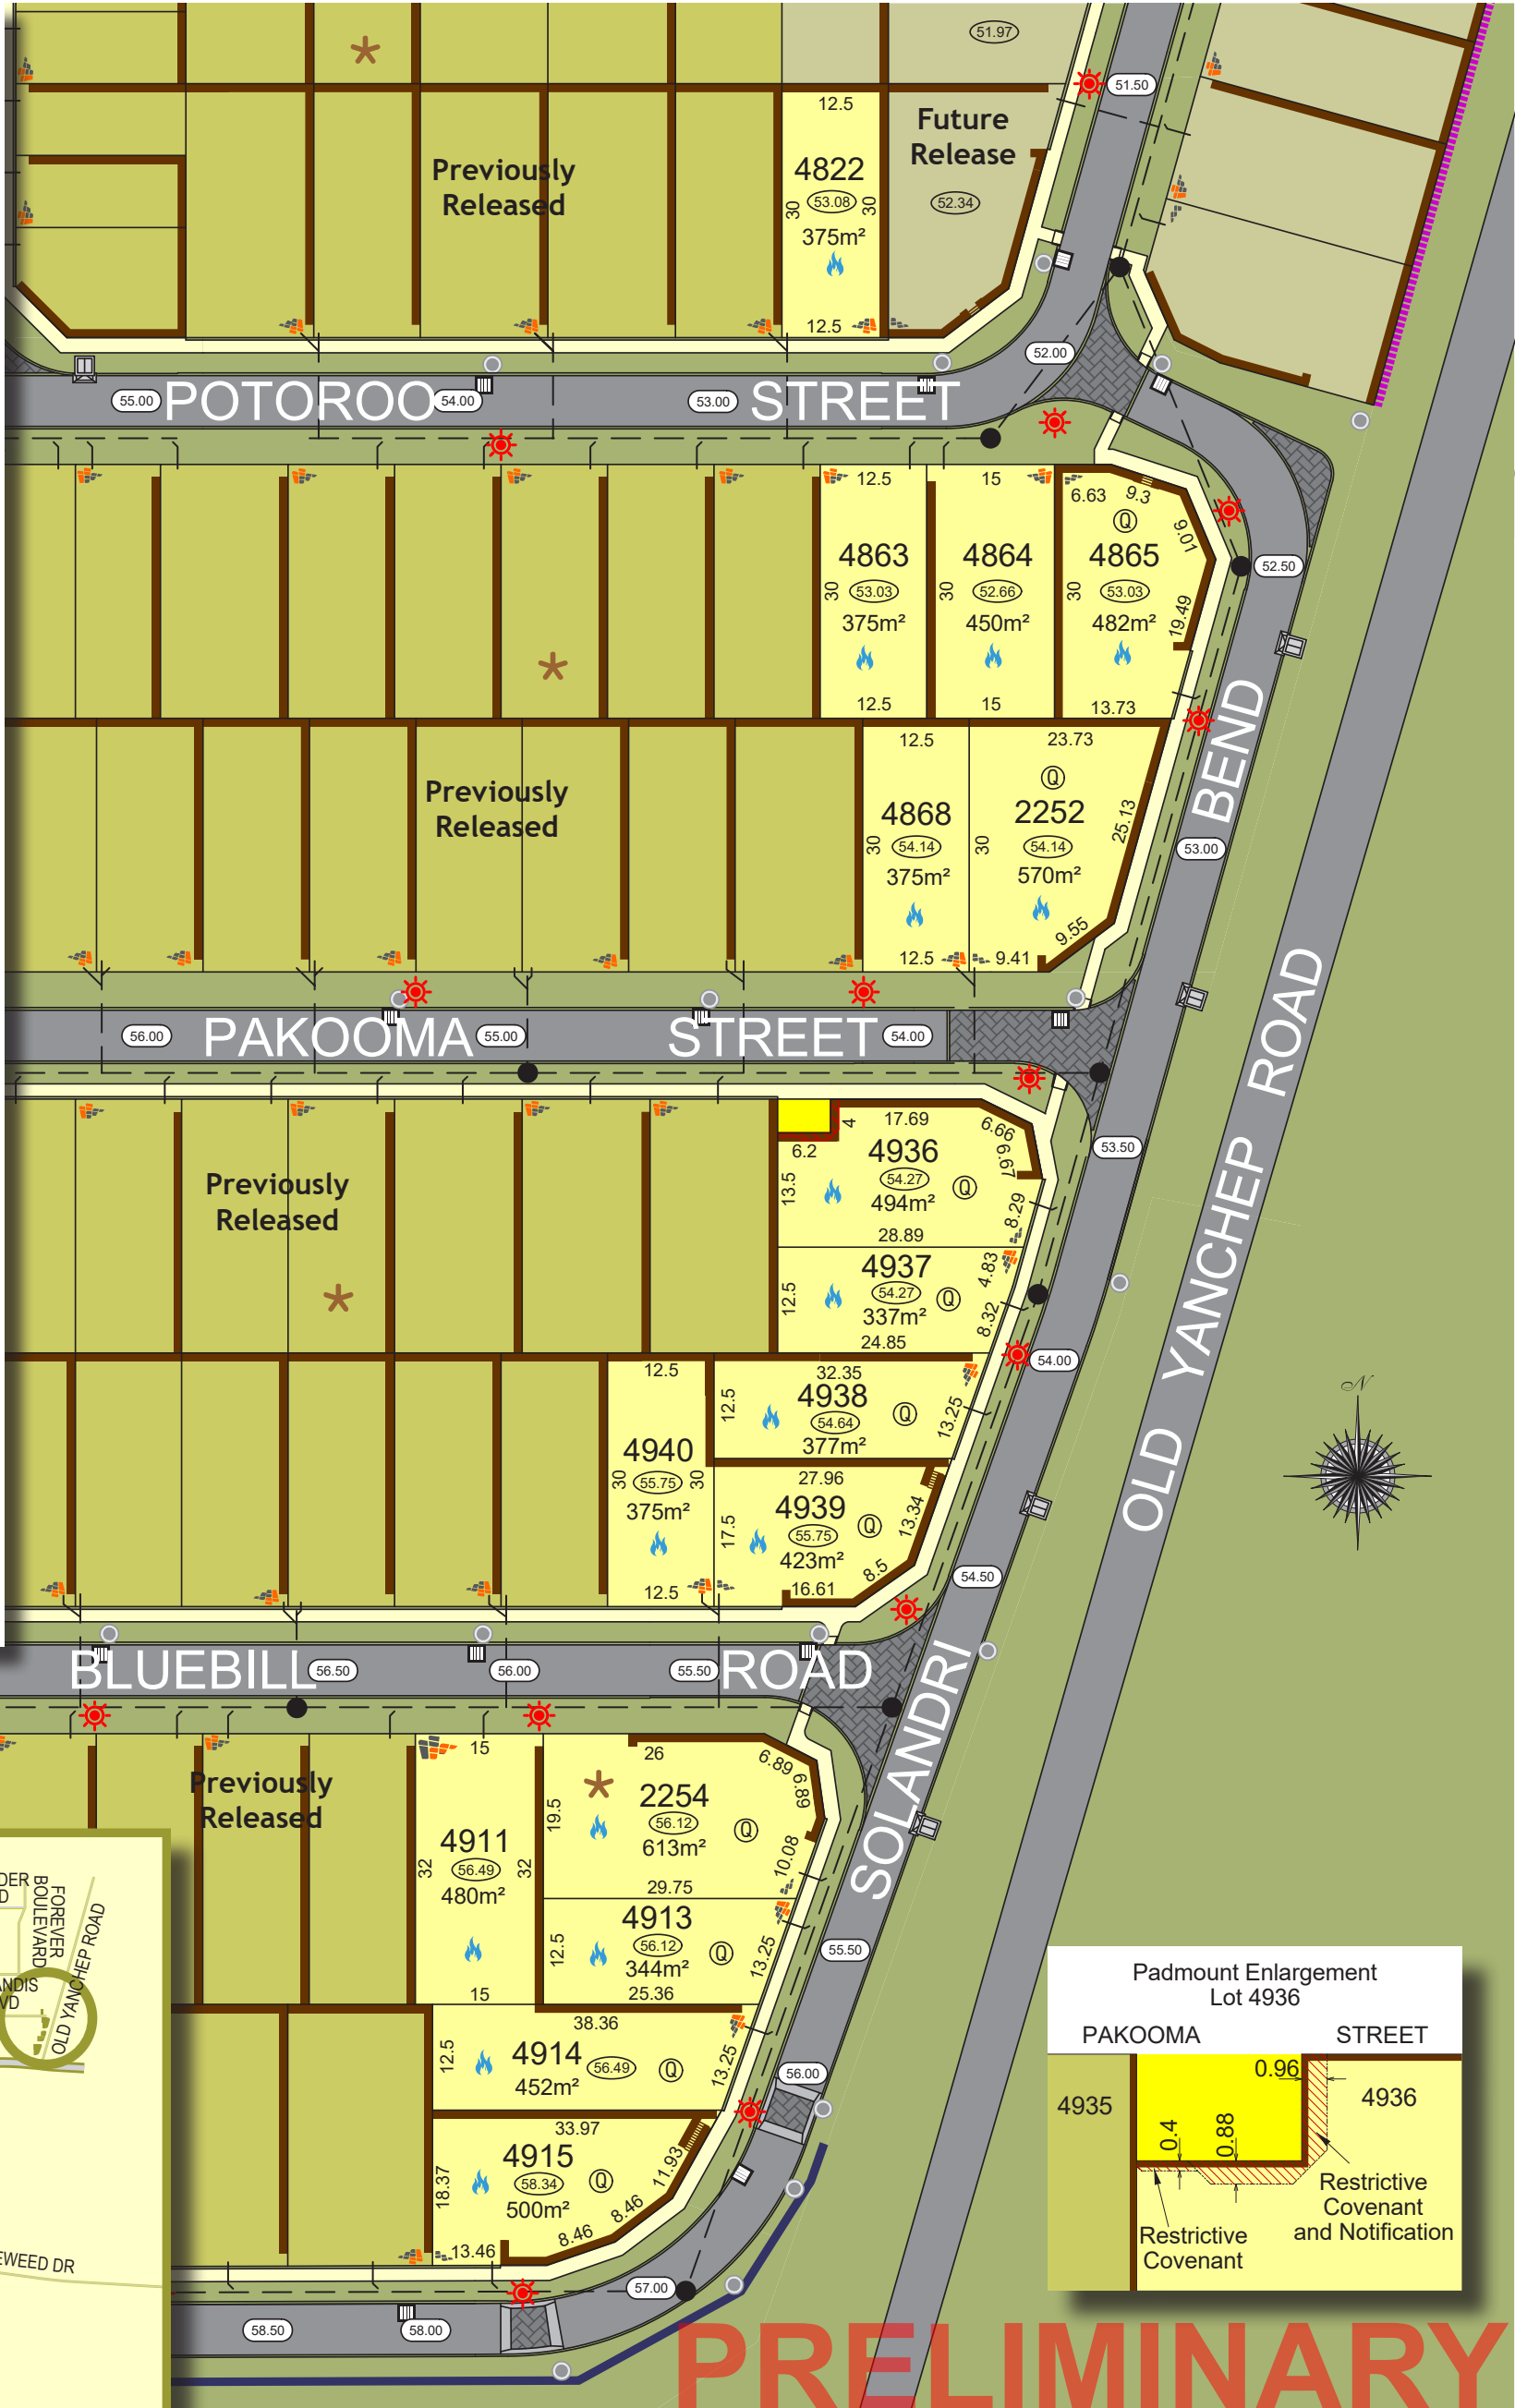 51.97
51.50
12.5
Future
Release
Previously
Released
4822
30
53.08
30
52.34
375m²
12.5
52.00
55.00
POTOROO
54.00
53.00
STREET
12.5
15
6.63
9.3
Q
9.01
4863
4864
4865
52.50
30
53.03
30
52.66
30
53.03
375m²
450m²
482m²
19.49
12.5
15
13.73
12.5
23.73
BEND
Previously
Released
Q
4868
2252
25.13
30
54.14
30
54.14
53.00
375m²
570m²
9.55
12.5
9.41
56.00
PAKOOMA
55.00
STREET
54.00
OLD YANCHEP ROAD
4
17.69
6.66
53.50
6.2
4936
6.67
Previously
Released
13.5
54.27
Q
494m²
8.29
28.89
4937
4.83
12.5
54.27
Q
337m²
8.32
24.85
54.00
12.5
32.35
N
12.5
4938
54.64
Q
13.25
377m²
4940
30
55.75
30
375m²
27.96
4939
17.5
55.75
Q
13.34
423m²
8.5
12.5
16.61
54.50
BLUEBILL
56.50
56.00
55.50
ROAD
SOLANDRI
15
26
6.89
6.89
Previously
Released
2254
19.5
56.12
Q
613m²
4911
32
56.49
32
480m²
10.08
29.75
4913
12.5
56.12
Q
344m²
13.25
55.50
15
25.36
38.36
12.5
4914
56.49
Q
452m²
13.25
56.00
33.97
4915
18.37
58.34
Q
500m²
11.93
8.46
8.46
13.46
57.00
58.50
58.00
DER
D
FOREVER
BOULEVARD
OLD YANCHEP ROAD
ANDIS
VD
EWEED DR
Padmount Enlargement
Lot 4936
PAKOOMA
STREET
0.96
4935
4936
0.4
0.88
Restrictive
Covenant
and Notification
Restrictive
Covenant
PRELIMINARY